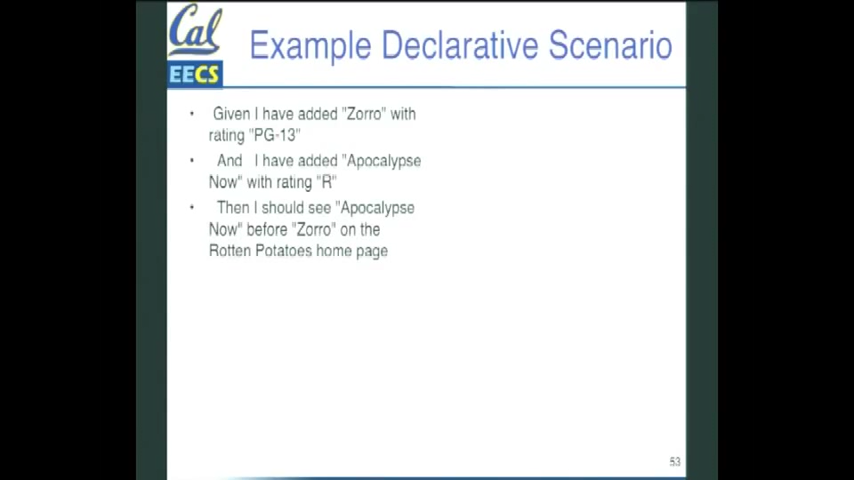 Cal
EECS
Example Declarative Scenario
• Given I have added "Zorro" with
rating "PG-13"
• And I have added "Apocalypse
Now" with rating "R"
• Then I should see "Apocalypse
Now" before "Zorro" on the
Rotten Potatoes home page
53